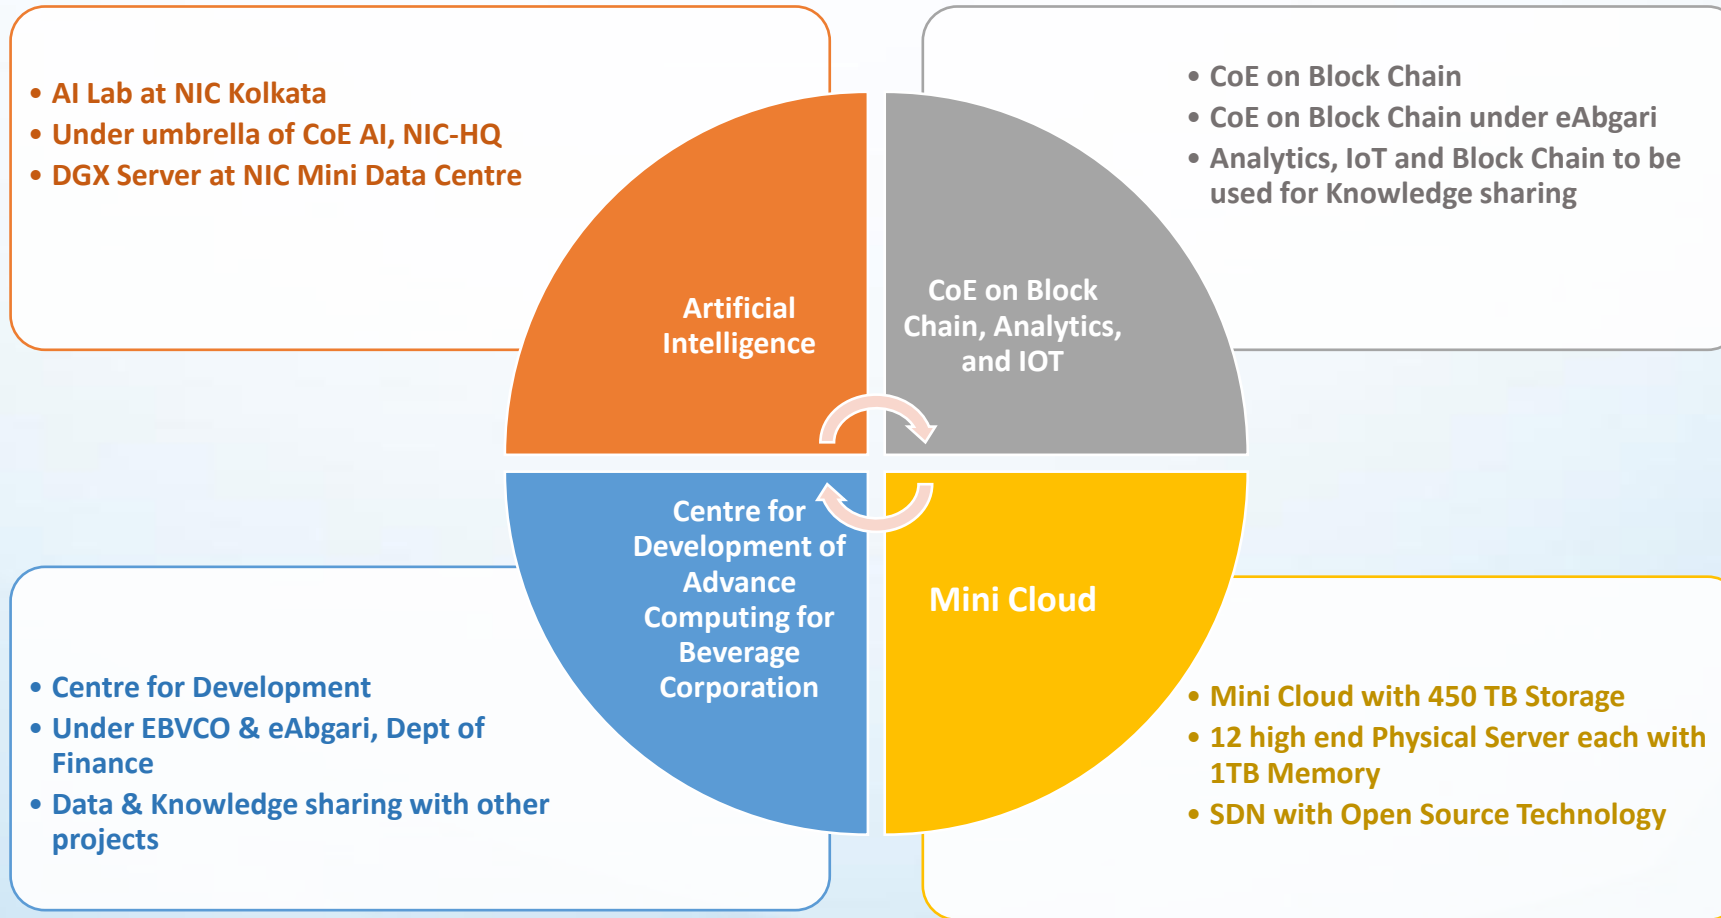 • AI Lab at NIC Kolkata
• Under umbrella of CoE AI, NIC-HQ
• DGX Server at NIC Mini Data Centre
• CoE on Block Chain
• CoE on Block Chain under eAbgari
• Analytics, IoT and Block Chain to be
used for Knowledge sharing
Artificial
Intelligence
CoE on Block
Chain, Analytics,
and IOT
Centre for
Development of
Advance
Computing for
Beverage
Corporation
Mini Cloud
• Centre for Development
• Under EBVCO & eAbgari, Dept of
Finance
• Data & Knowledge sharing with other
projects
• Mini Cloud with 450 TB Storage
• 12 high end Physical Server each with
1TB Memory
• SDN with Open Source Technology